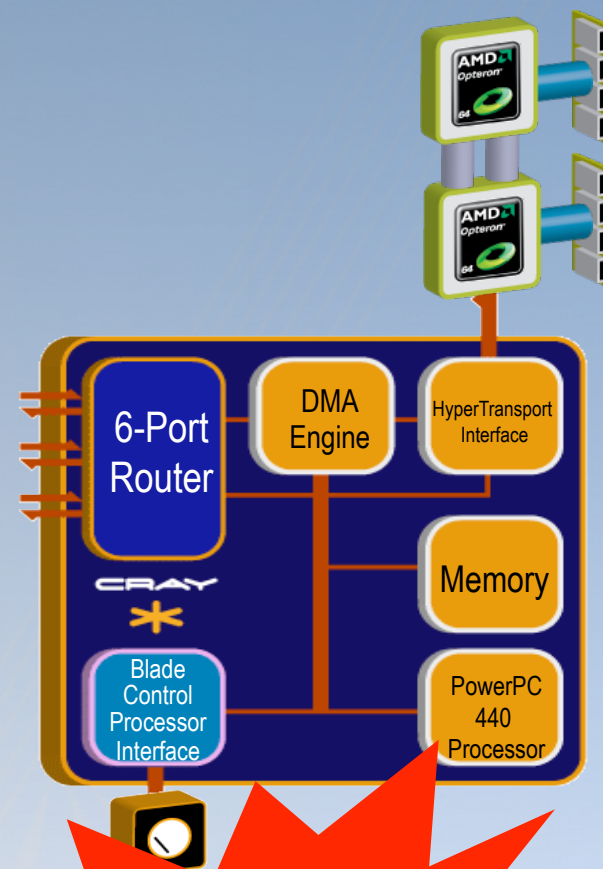 AMD
Opteron
64
AMD
Opteron
64
6-Port
Router
DMA
Engine
HyperTransport
Interface
CRAY
Memory
Blade
Control
Processor
Interface
PowerPC
440
Processor